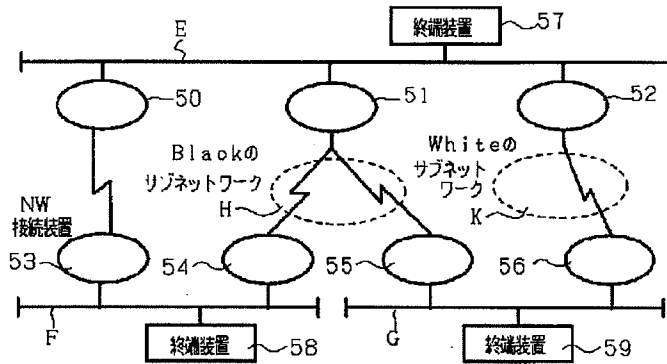 終端装置
57
E
50
51
52
Blackの
サブネットワーク
H
Whiteの
サブネット
ワーク
K
NW
接続装置
53
54
55
56
F
G
終端装置
58
終端装置
59